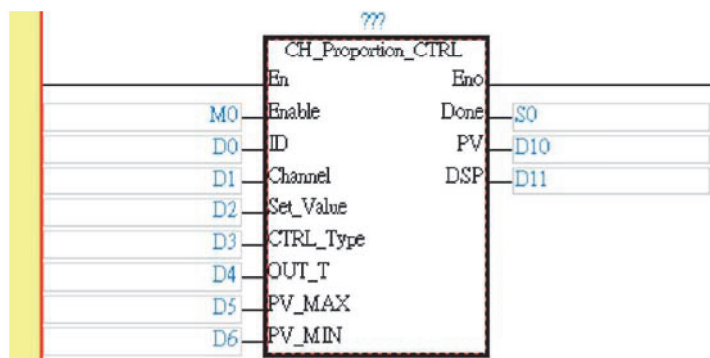 ???
CH_Proportion_CTRL
En Eno
M0 Enable Done S0
D0 ID PV D10
D1 Channel DSP D11
D2 Set_Value
D3 CTRL_Type
D4 OUT_T
D5 PV_MAX
D6 PV_MIN